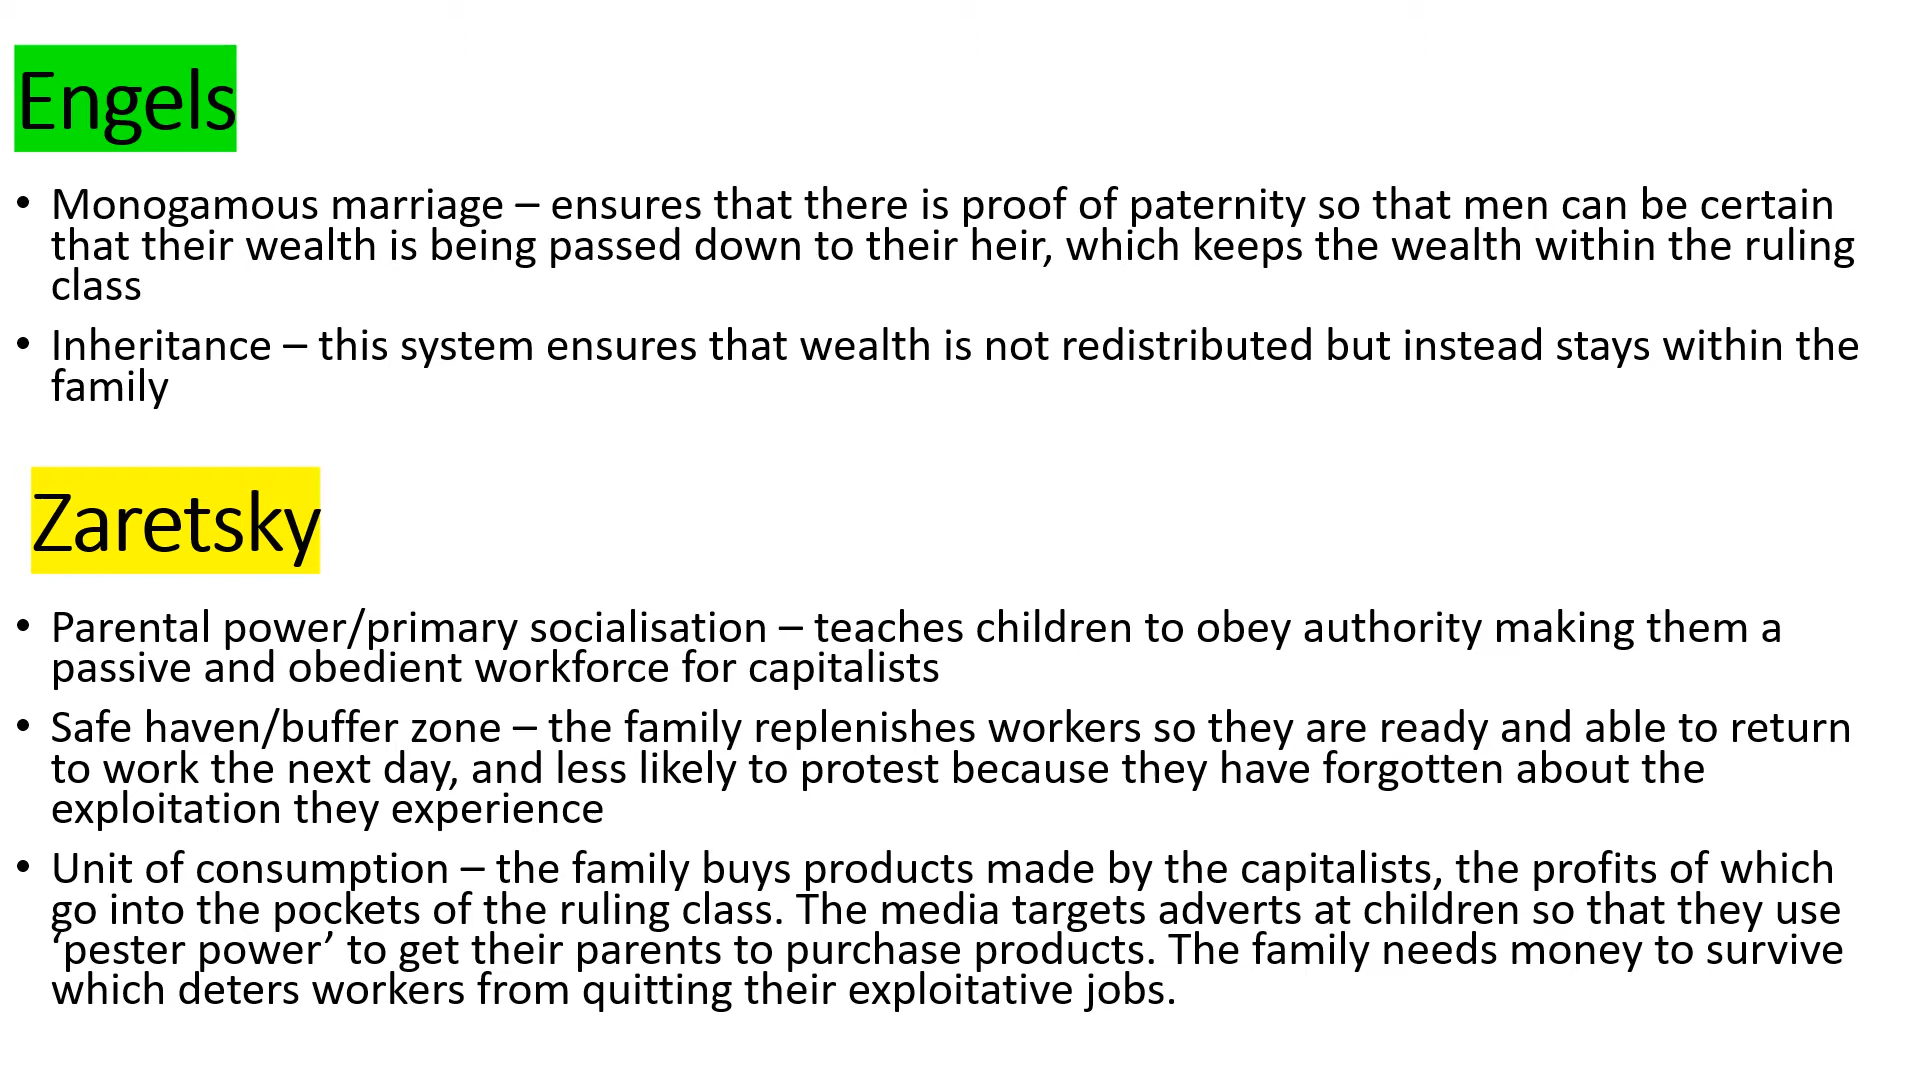 Engels
• Monogamous marriage – ensures that there is proof of paternity so that men can be certain
that their wealth is being passed down to their heir, which keeps the wealth within the ruling
class
• Inheritance – this system ensures that wealth is not redistributed but instead stays within the
family
Zaretsky
• Parental power/primary socialisation – teaches children to obey authority making them a
passive and obedient workforce for capitalists
• Safe haven/buffer zone – the family replenishes workers so they are ready and able to return
to work the next day, and less likely to protest because they have forgotten about the
exploitation they experience
• Unit of consumption – the family buys products made by the capitalists, the profits of which
go into the pockets of the ruling class. The media targets adverts at children so that they use
‘pester power’ to get their parents to purchase products. The family needs money to survive
which deters workers from quitting their exploitative jobs.